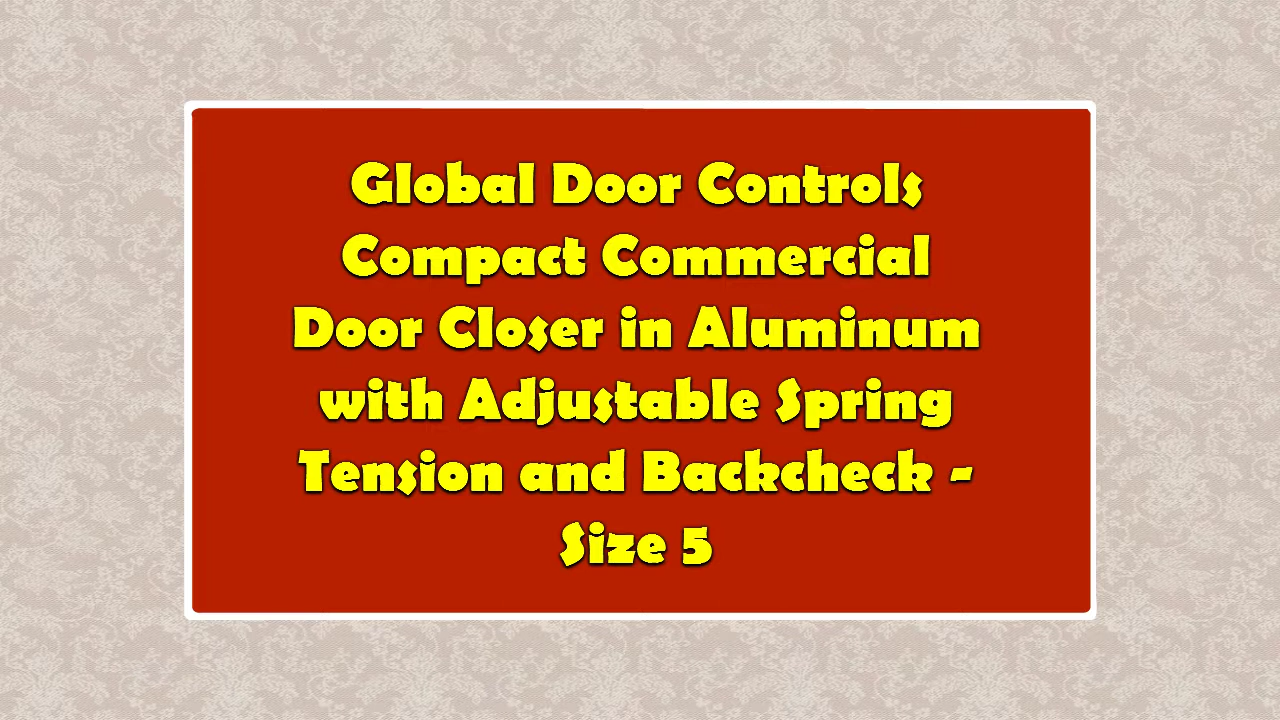 Global Door Controls
Compact Commercial
Door Closer in Aluminum
with Adjustable Spring
Tension and Backcheck -
Size 5